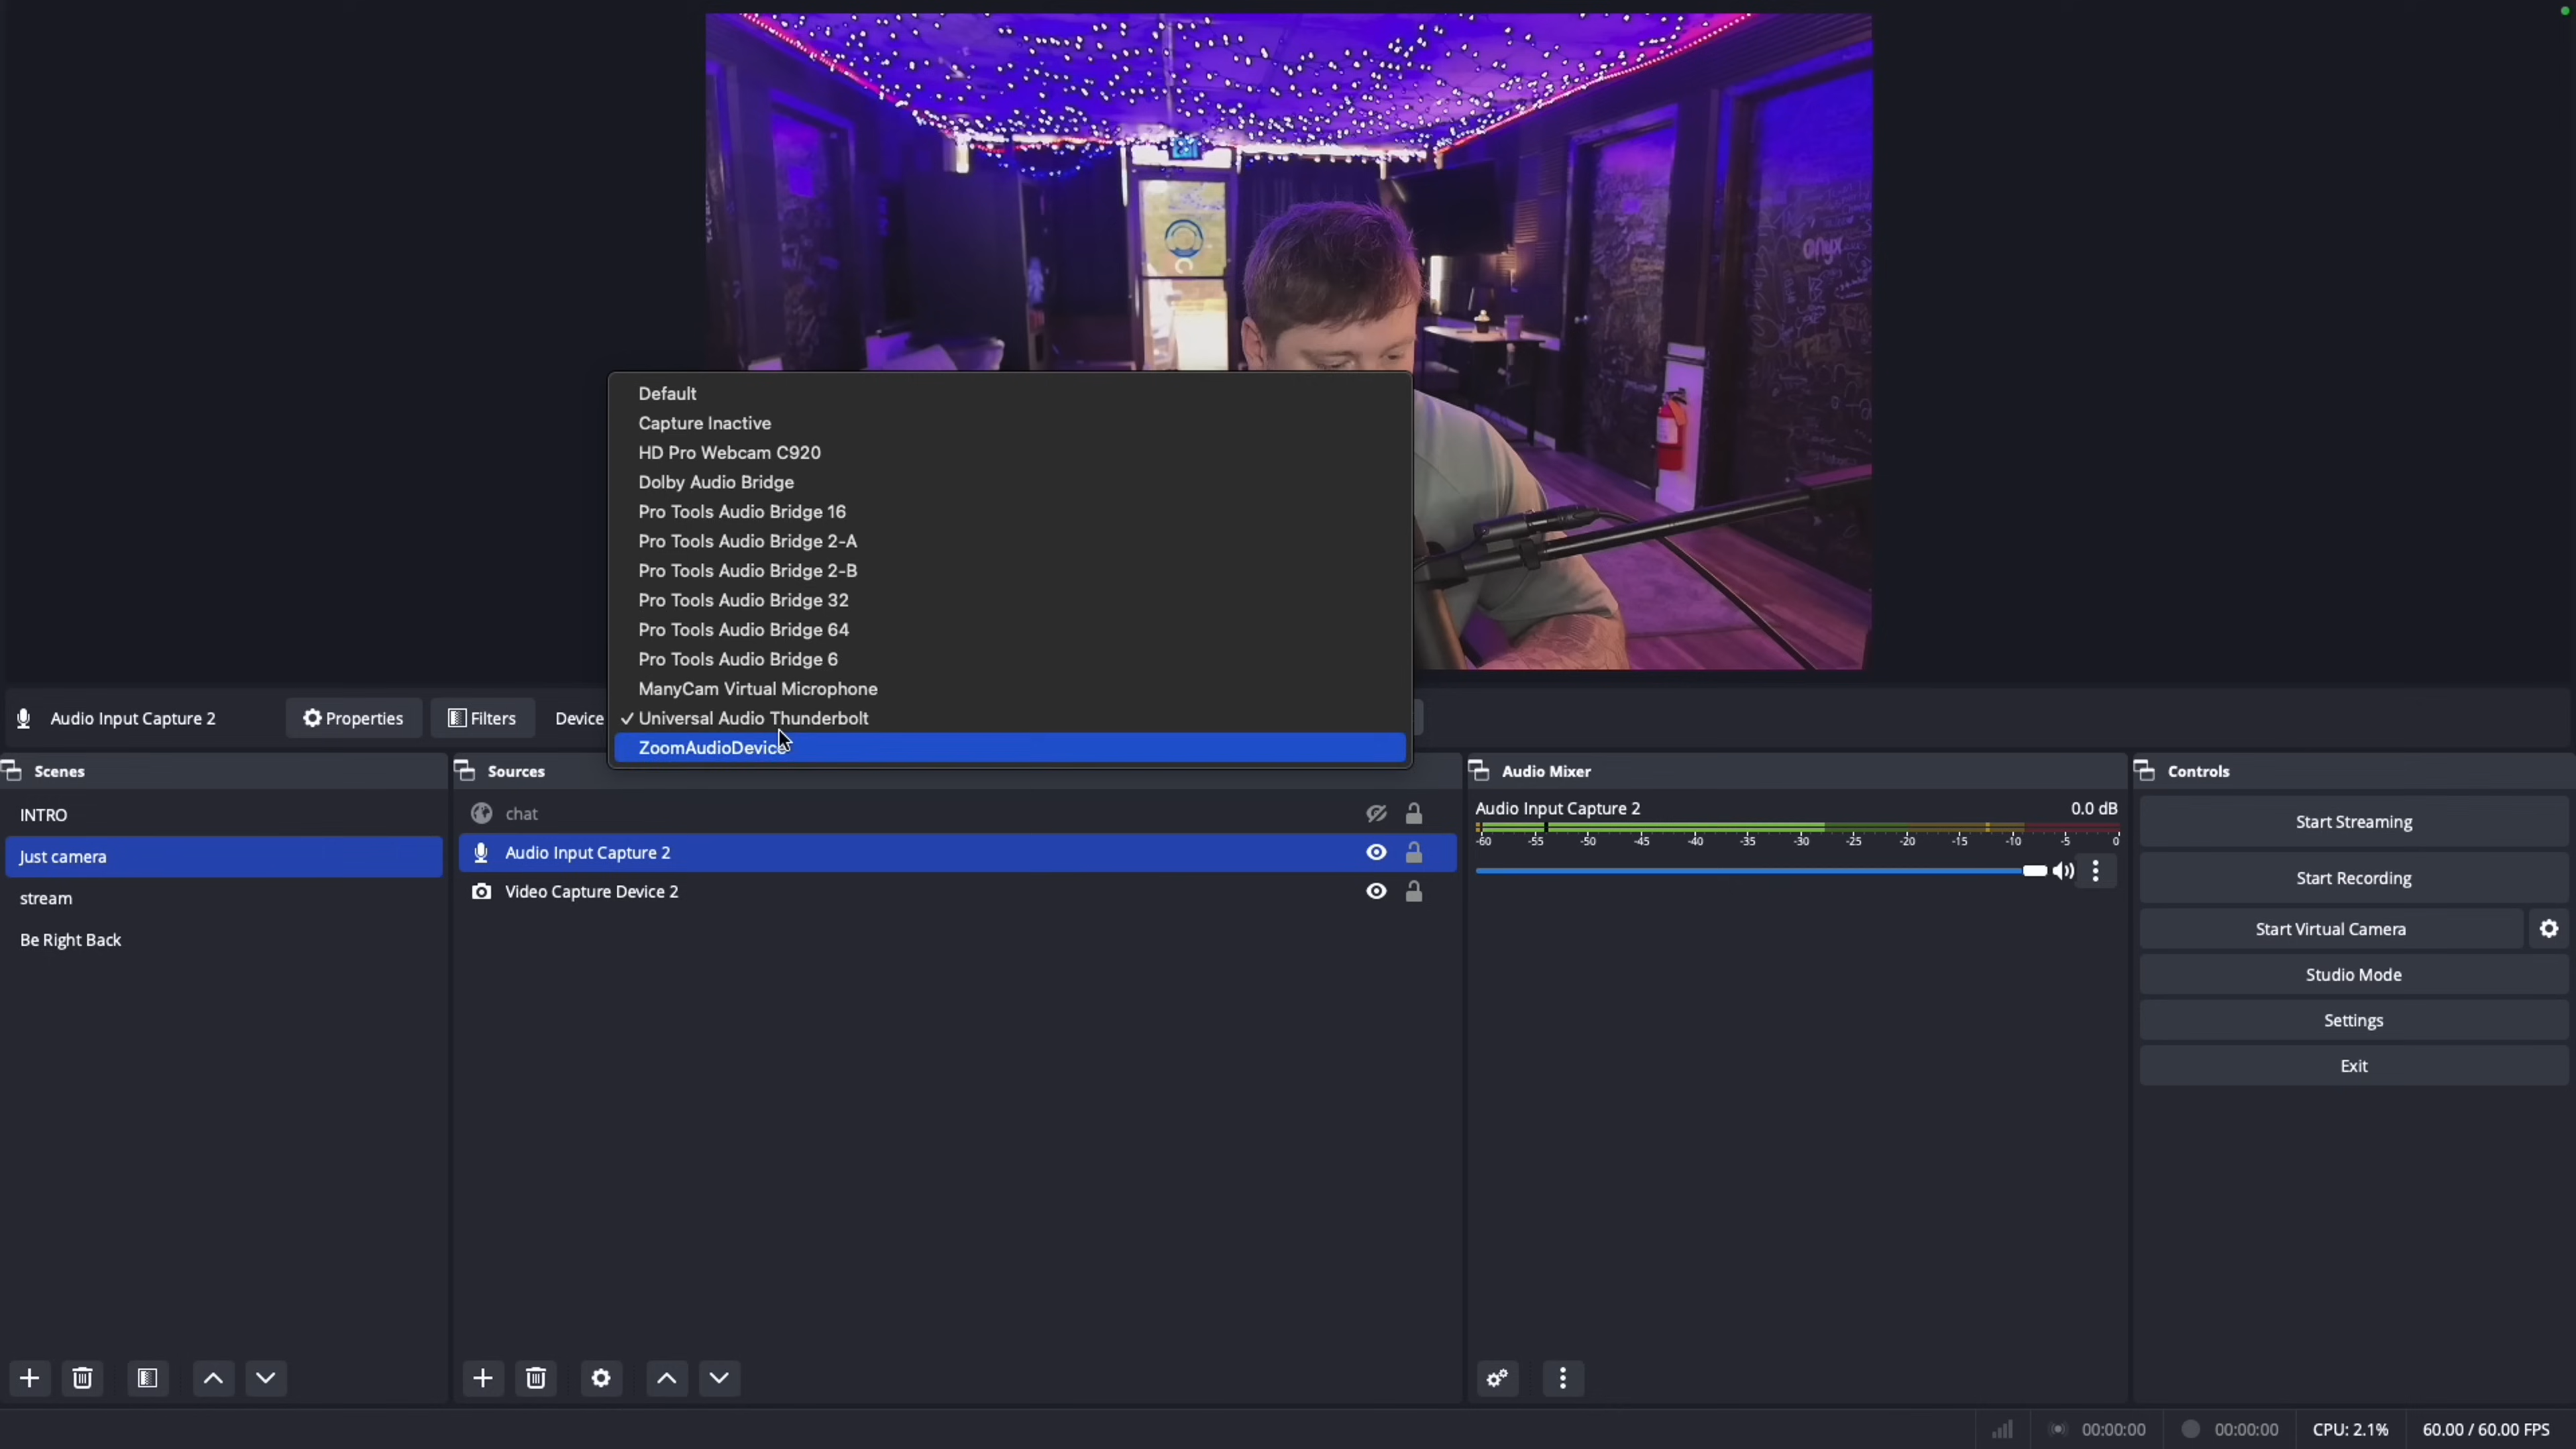 onyx
Default
Capture Inactive
HD Pro Webcam C920
Dolby Audio Bridge
Pro Tools Audio Bridge 16
Pro Tools Audio Bridge 2-A
Pro Tools Audio Bridge 2-B
Pro Tools Audio Bridge 32
Pro Tools Audio Bridge 64
Pro Tools Audio Bridge 6
ManyCam Virtual Microphone
✓ Universal Audio Thunderbolt
ZoomAudioDevice
Audio Input Capture 2
Properties
Filters
Device
Scenes
INTRO
Just camera
stream
Be Right Back
Sources
chat
Audio Input Capture 2
Video Capture Device 2
Audio Mixer
Audio Input Capture 2 0.0 dB
-60 -55 -50 -45 -40 -35 -30 -25 -20 -15 -10 -5 0
Controls
Start Streaming
Start Recording
Start Virtual Camera
Studio Mode
Settings
Exit
00:00:00 00:00:00 CPU: 2.1% 60.00 / 60.00 FPS